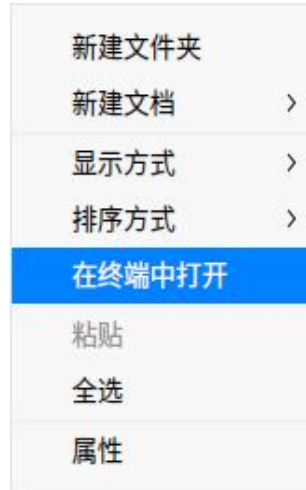 新建文件夹
新建文档
显示方式
排序方式
在终端中打开
粘贴
全选
属性